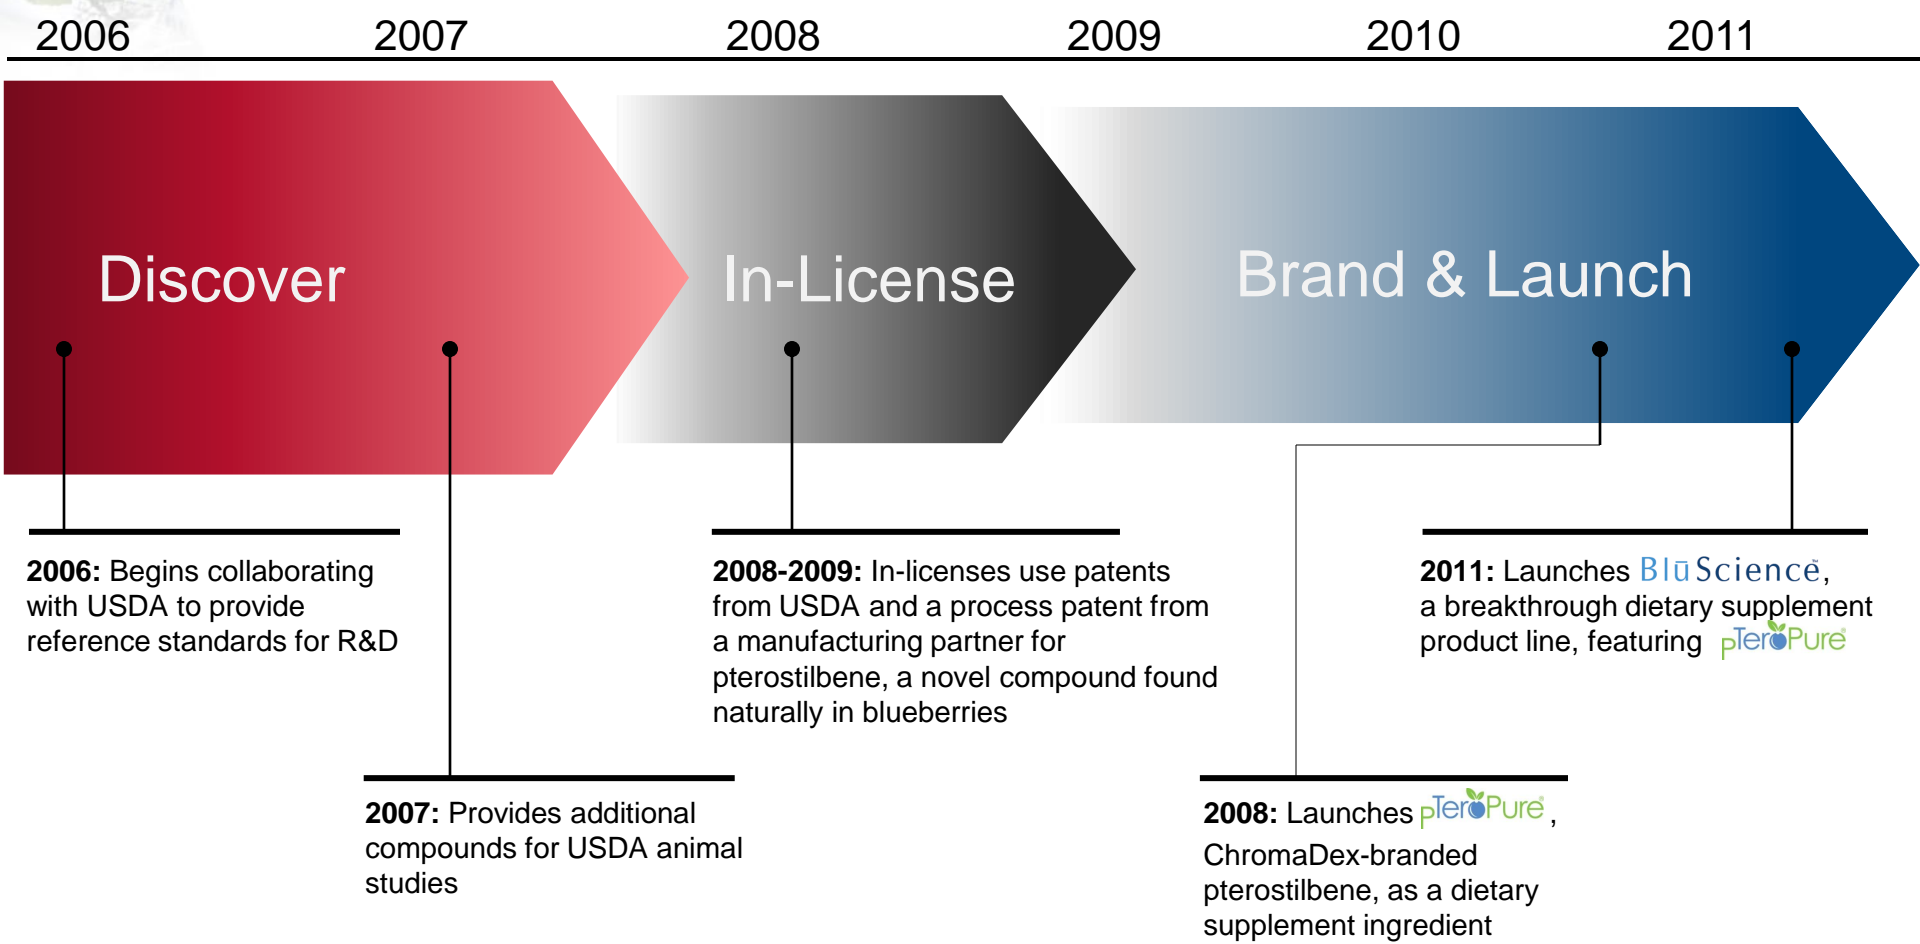 2006 2007 2008 2009 2010 2011
Discover
In-License
Brand & Launch
2006: Begins collaborating
with USDA to provide
reference standards for R&D
2007: Provides additional
compounds for USDA animal
studies
2008-2009: In-licenses use patents
from USDA and a process patent from
a manufacturing partner for
pterostilbene, a novel compound found
naturally in blueberries
2008: Launches pTeroPure®,
ChromaDex-branded
pterostilbene, as a dietary
supplement ingredient
2011: Launches BlūScience™,
a breakthrough dietary supplement
product line, featuring pTeroPure®